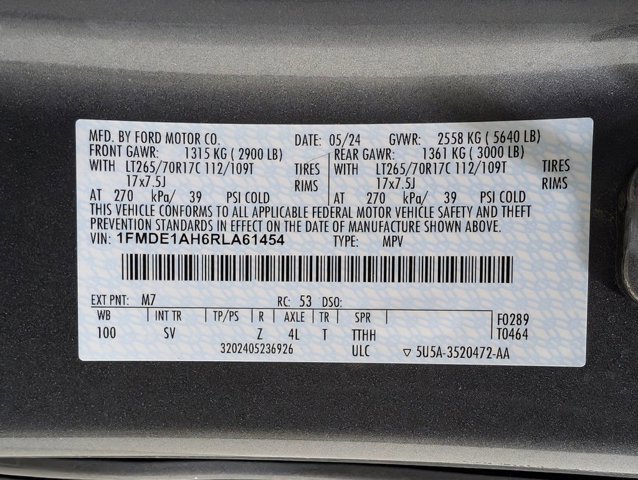 MFD. BY FORD MOTOR CO. DATE: 05/24 GVWR: 2558 KG ( 5640 LB)
FRONT GAWR: 1315 KG ( 2900 LB) REAR GAWR: 1361 KG ( 3000 LB)
WITH LT265/70R17C 112/109T TIRES WITH LT265/70R17C 112/109T TIRES
17x7.5J RIMS 17x7.5J RIMS
AT 270 kPa/ 39 PSI COLD AT 270 kPa/ 39 PSI COLD
THIS VEHICLE CONFORMS TO ALL APPLICABLE FEDERAL MOTOR VEHICLE SAFETY AND THEFT
PREVENTION STANDARDS IN EFFECT ON THE DATE OF MANUFACTURE SHOWN ABOVE.
VIN: 1FMDE1AH6RLA61454 TYPE: MPV
EXT PNT: M7 RC: 53 DSO:
WB INT TR TP/PS R AXLE TR SPR F0289
100 SV Z 4L T TTHH T0464
3202405236926 ULC ▽ 5U5A-3520472-AA